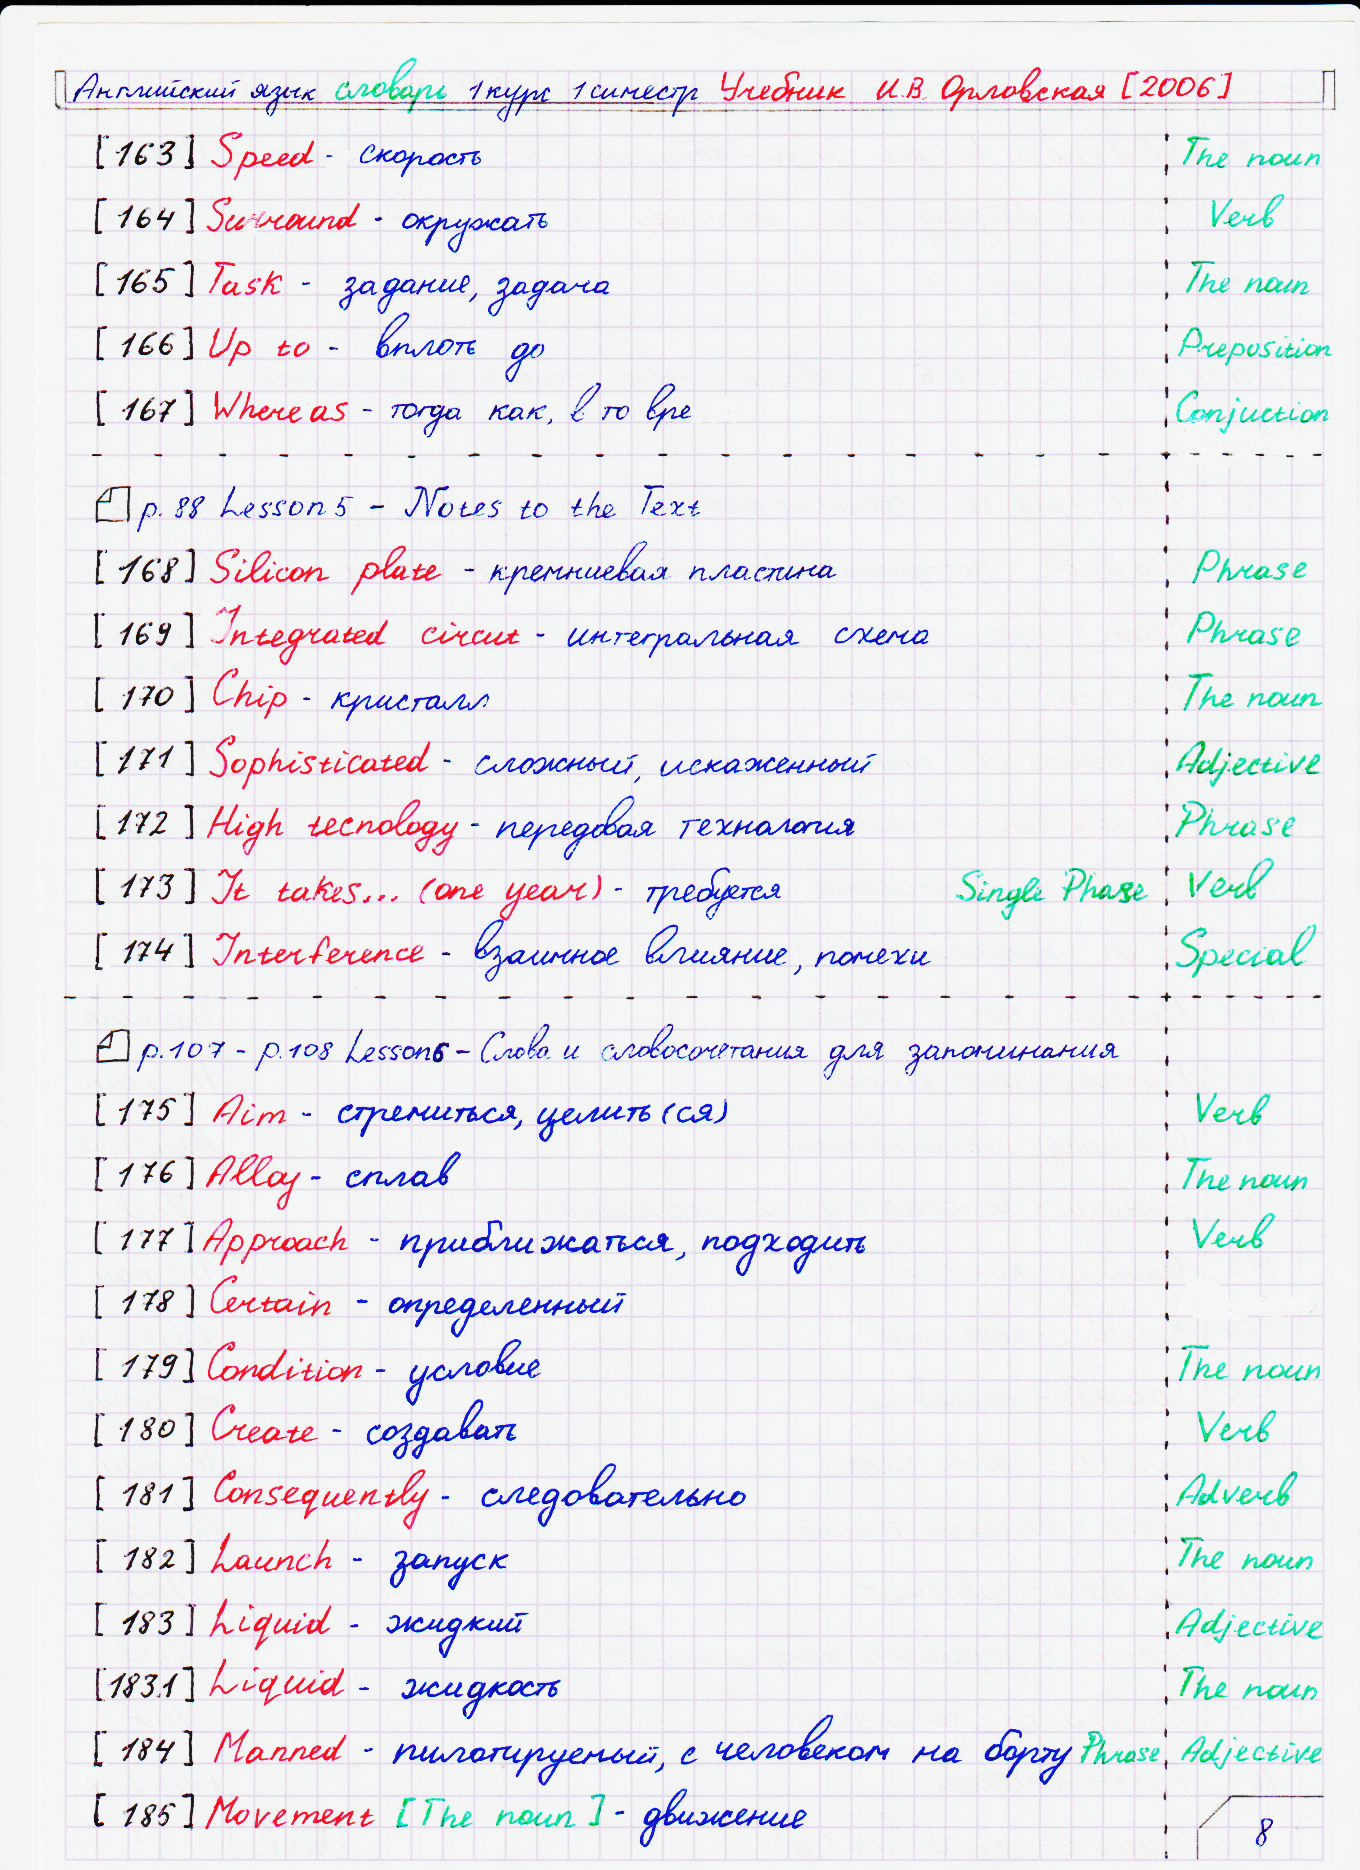 Английский язык словарь 1 курс 1 симестр Учебник И.В. Орловская [2006]
[163] Speed - скорость The noun
[164] Surround - окружать Verb
[165] Task - задание, задача The noun
[166] Up to - вплоть до Preposition
[167] Whereas - тогда как, в то вре Conjuction
p. 88 Lesson 5 - Notes to the Text
[168] Silicon plate - кремниевая пластина Phrase
[169] Integrated circut - интегральная схема Phrase
[170] Chip - кристалл The noun
[171] Sophisticated - сложный, искаженный Adjective
[172] High tecnology - передовая технология Phrase
[173] It takes... (one year) - требуется Single Phase Verb
[174] Interference - взаимное влияние, помехи Special
p.107 - p.108 Lesson 6 - Слова и словосочетания для запоминания
[175] Aim - стремиться, целить(ся) Verb
[176] Alloy - сплав The noun
[177] Approach - приближаться, подходить Verb
[178] Certain - определенный
[179] Condition - условие The noun
[180] Create - создавать Verb
[181] Consequently - следовательно Adverb
[182] Launch - запуск The noun
[183] Liquid - жидкий Adjective
[183.1] Liquid - жидкость The noun
[184] Manned - пилотируемый, с человеком на борту Phrase Adjective
[185] Movement [The noun] - движение
8